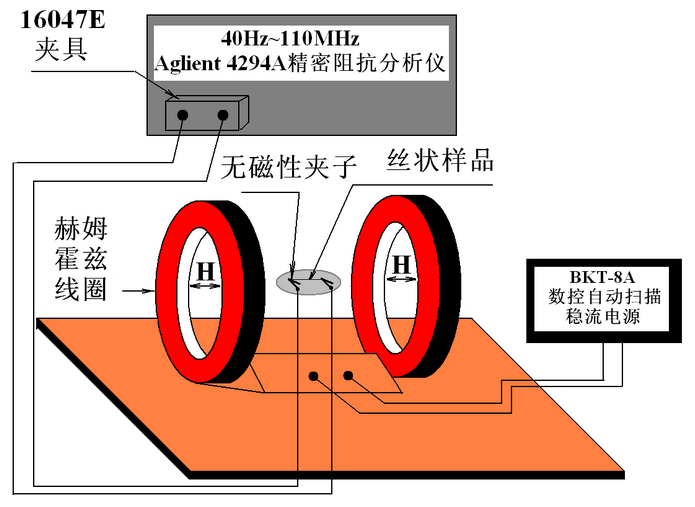 16047E
夹具
40Hz~110MHz
Aglient 4294A精密阻抗分析仪
无磁性夹子
丝状样品
赫姆
霍兹
线圈
H
H
BKT-8A
数控自动扫描
稳流电源